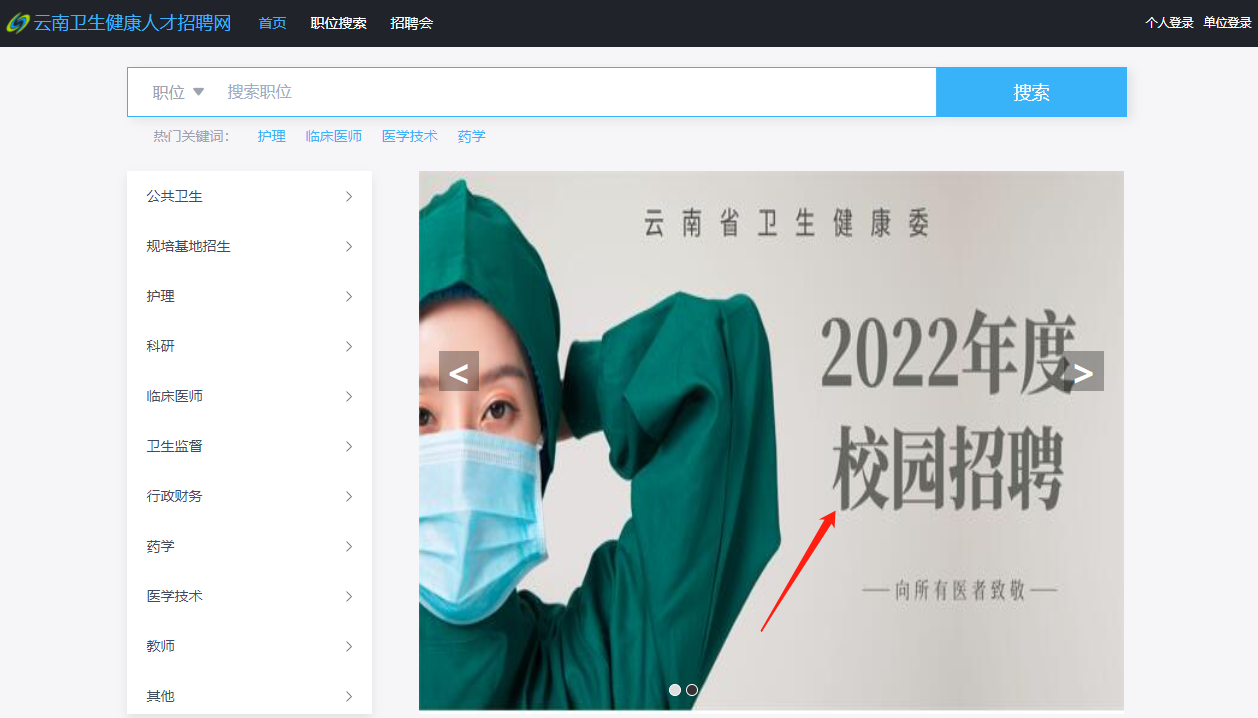 云南卫生健康人才招聘网 首页 职位搜索 招聘会 个人登录 单位登录
职位 搜索职位 搜索
热门关键词： 护理 临床医师 医学技术 药学
公共卫生
规培基地招生
护理
科研
临床医师
卫生监督
行政财务
药学
医学技术
教师
其他
云南省卫生健康委
2022年度
校园招聘
向所有医者致敬